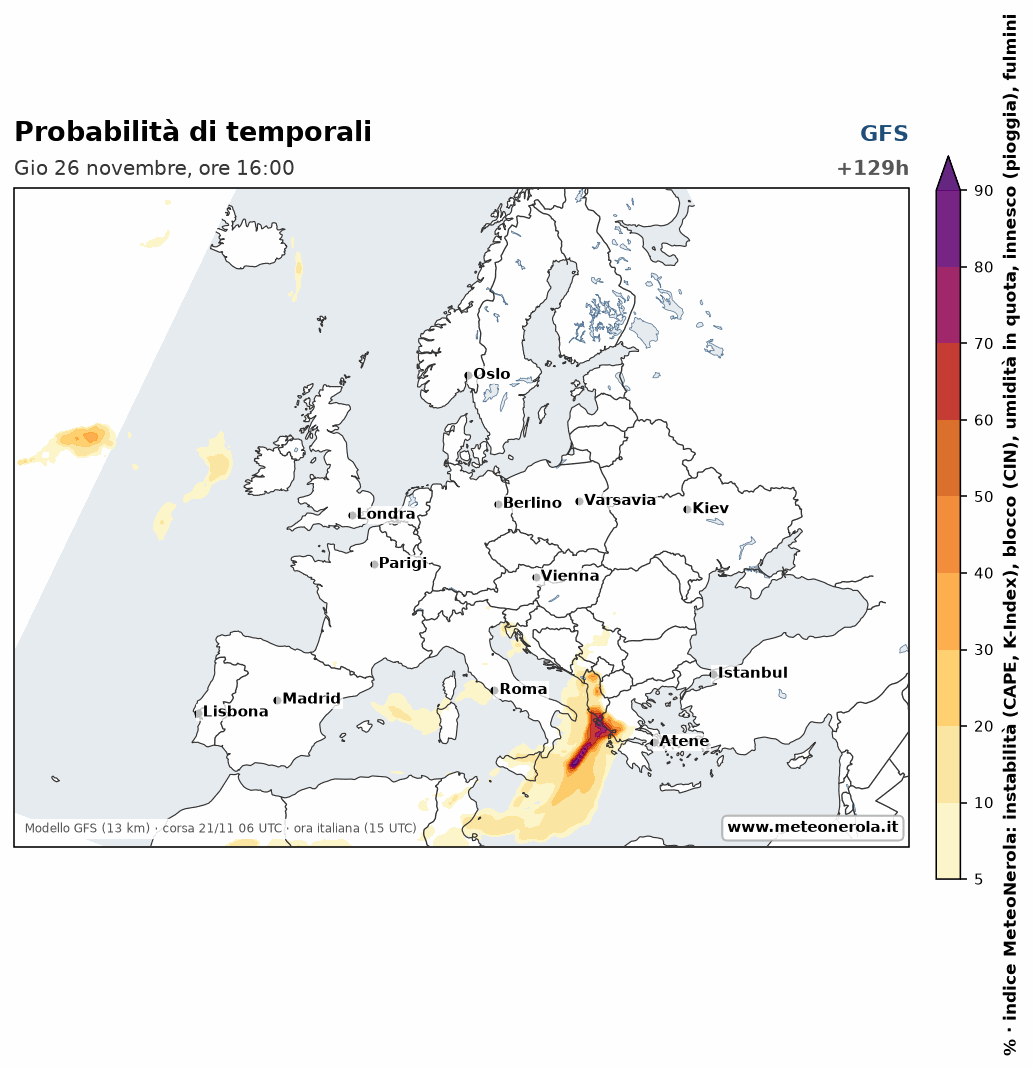 Probabilità di temporali
GFS
Gio 26 novembre, ore 16:00
+129h
Oslo
Londra
Berlino
Varsavia
Kiev
Parigi
Vienna
Roma
Madrid
Lisbona
Istanbul
Atene
Modello GFS (13 km) · corsa 21/11 06 UTC · ora italiana (15 UTC)
www.meteonerola.it
90
80
70
60
50
40
30
20
10
5
% · indice MeteoNerola: instabilità (CAPE, K-Index), blocco (CIN), umidità in quota, innesco (pioggia), fulmini